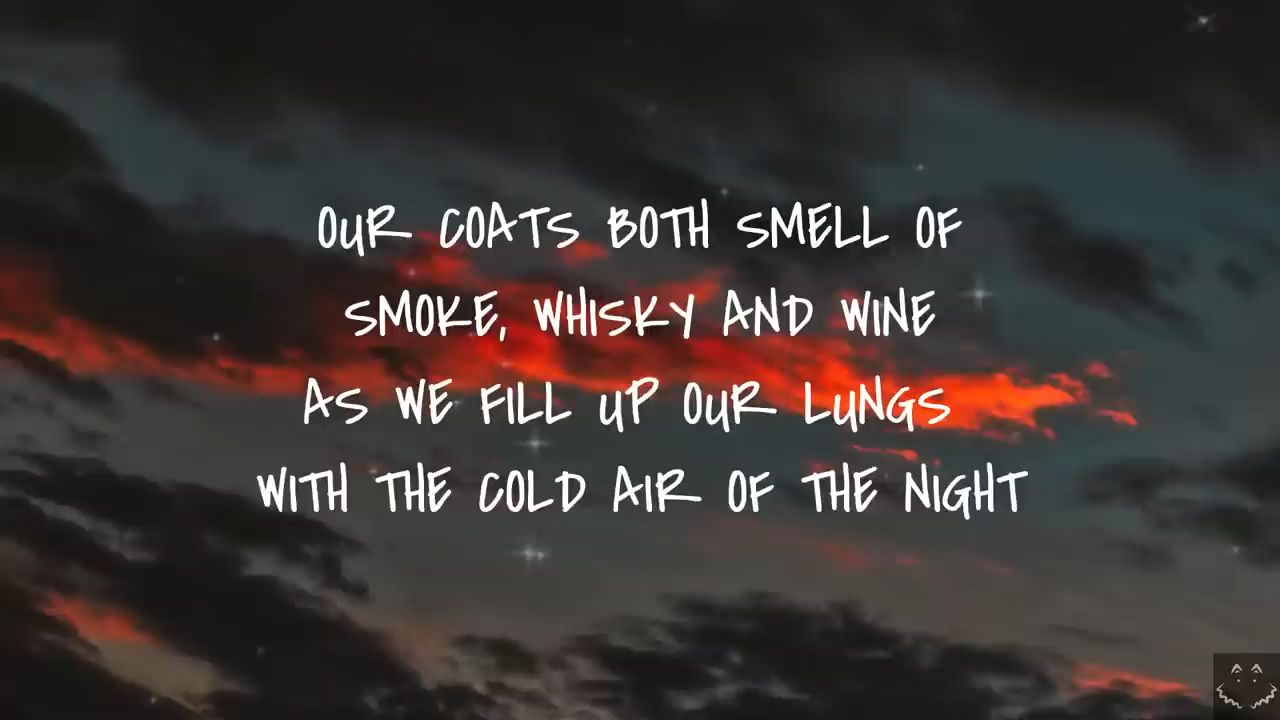 OUR COATS BOTH SMELL OF
SMOKE, WHISKY AND WINE
AS WE FILL UP OUR LUNGS
WITH THE COLD AIR OF THE NIGHT